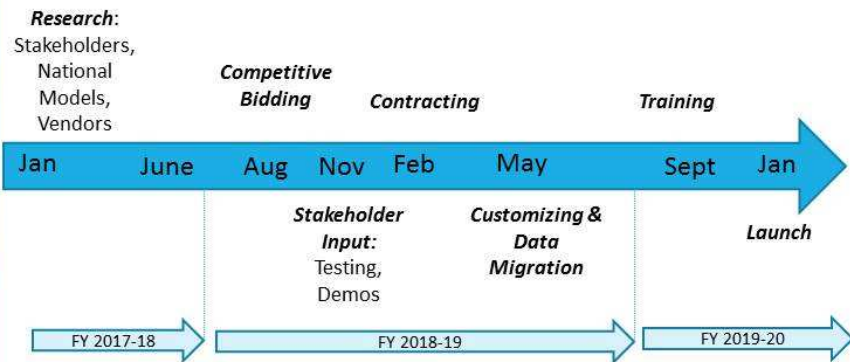 Research:
Stakeholders,
National
Models,
Vendors
Competitive
Bidding
Contracting
Training
Jan
June
Aug
Nov
Feb
May
Sept
Jan
Stakeholder
Input:
Testing,
Demos
Customizing &
Data
Migration
Launch
FY 2017-18
FY 2018-19
FY 2019-20